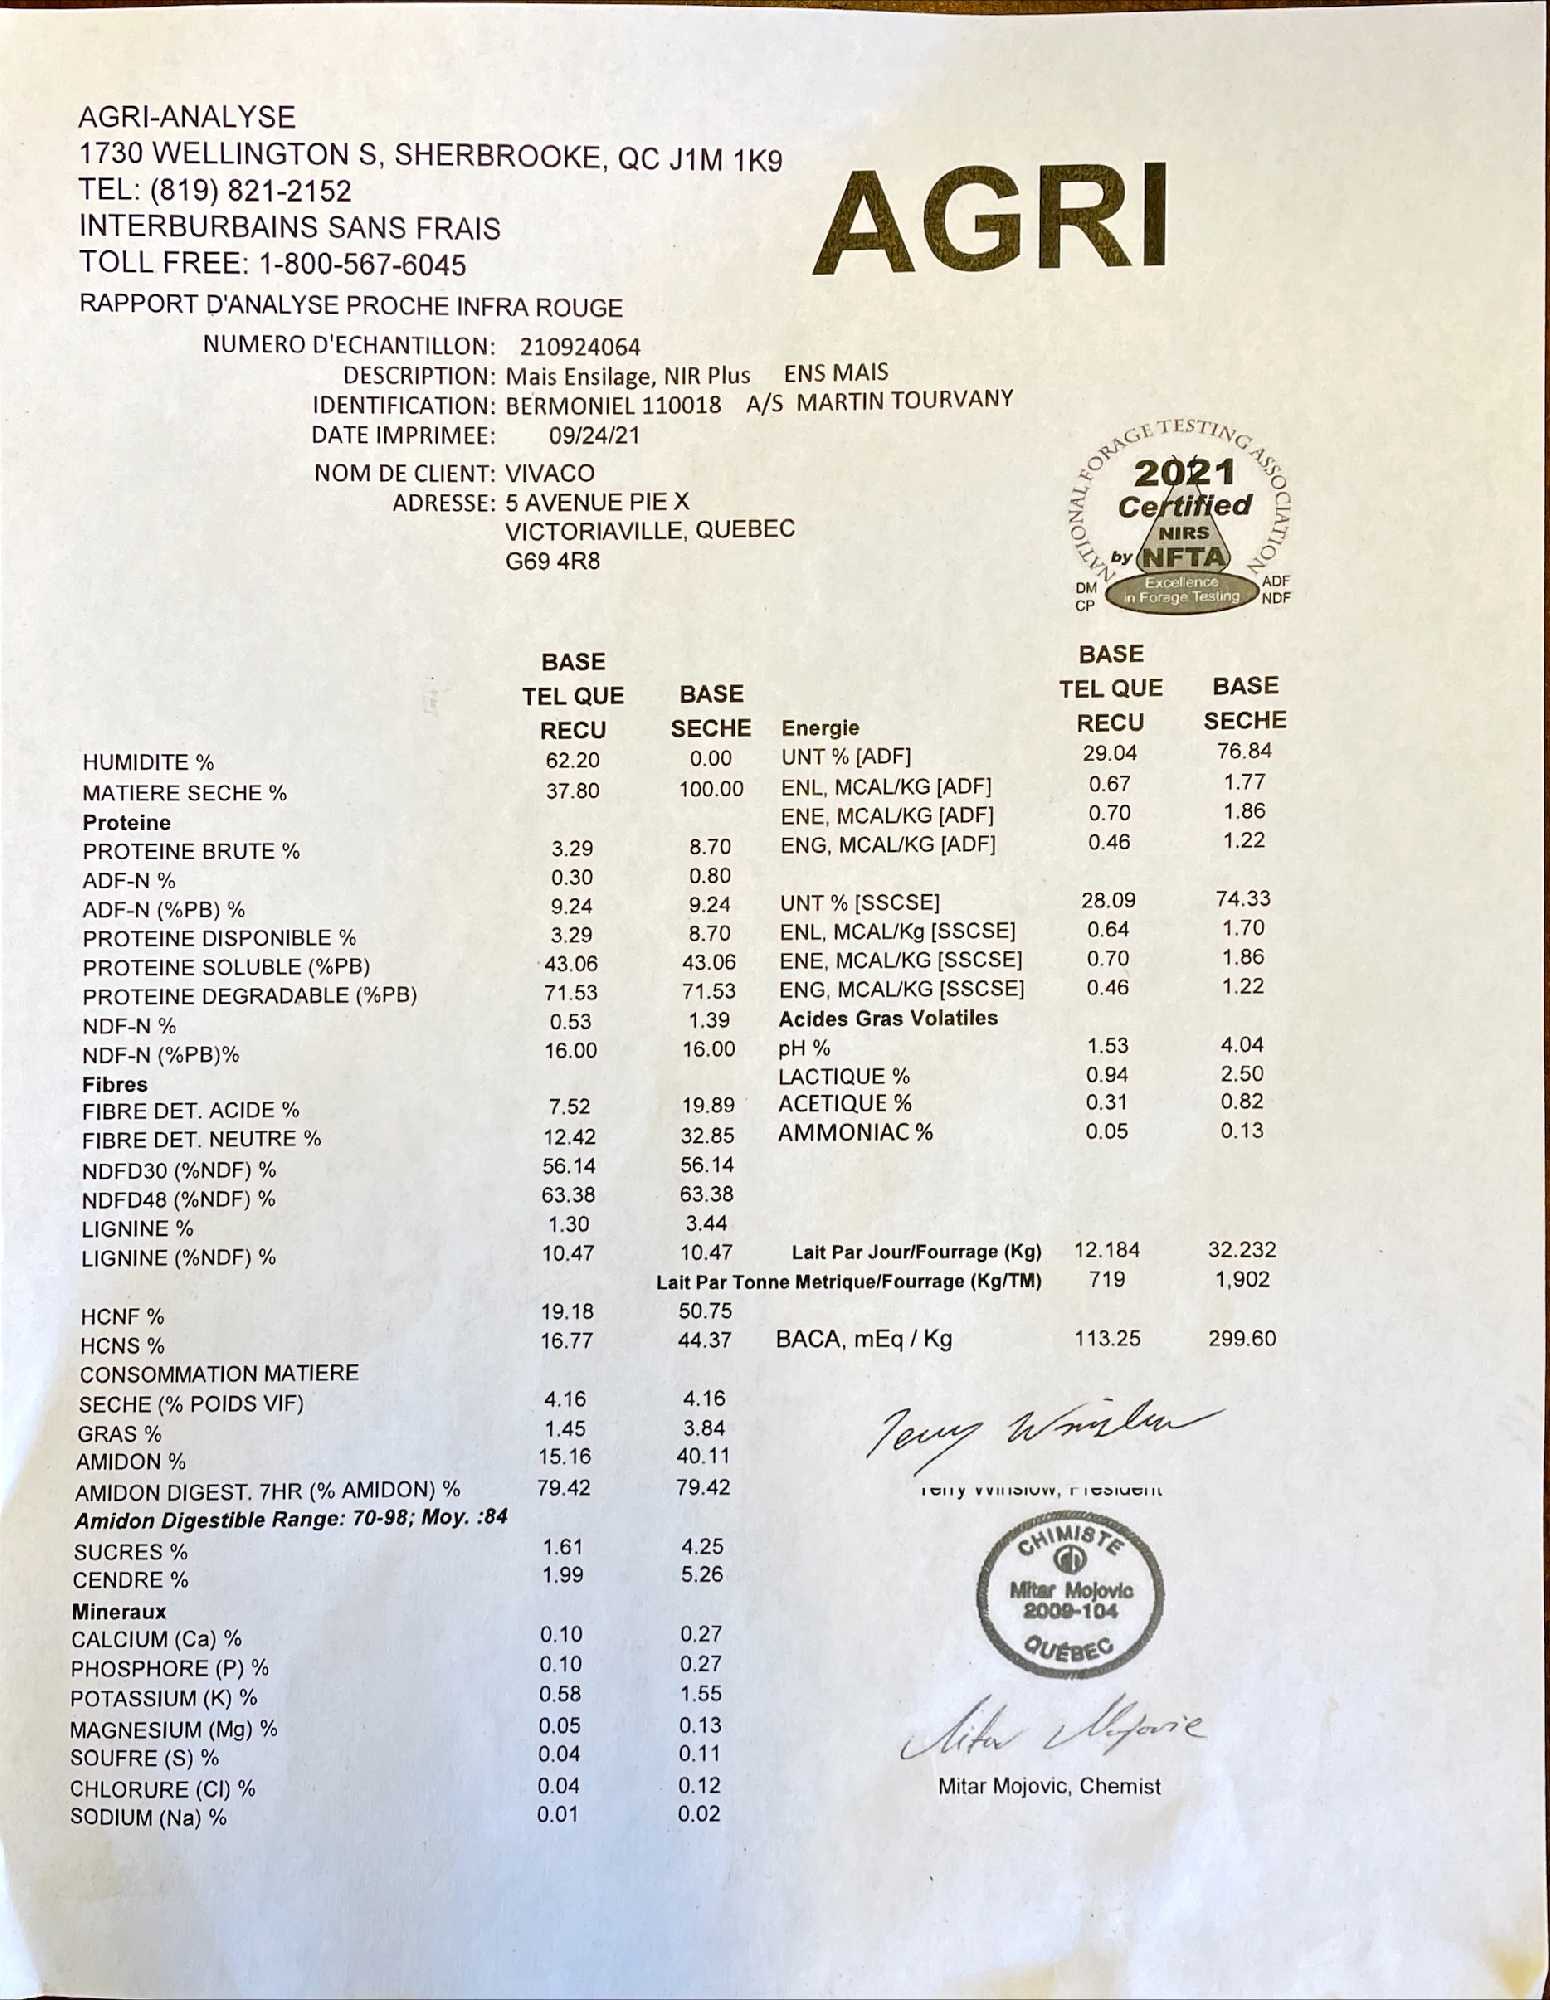 AGRI-ANALYSE
1730 WELLINGTON S, SHERBROOKE, QC J1M 1K9
TEL: (819) 821-2152
INTERBURBAINS SANS FRAIS
TOLL FREE: 1-800-567-6045
AGRI
RAPPORT D'ANALYSE PROCHE INFRA ROUGE
NUMERO D'ECHANTILLON: 210924064
DESCRIPTION: Mais Ensilage, NIR Plus ENS MAIS
IDENTIFICATION: BERMONIEL 110018 A/S MARTIN TOURVANY
DATE IMPRIMEE: 09/24/21
NOM DE CLIENT: VIVACO
ADRESSE: 5 AVENUE PIE X
VICTORIAVILLE, QUEBEC
G69 4R8
NATIONAL FORAGE TESTING ASSOCIATION
2021
Certified
NIRS
by NFTA
Excellence
in Forage Testing
DM
CP
ADF
NDF
BASE
TEL QUE BASE
RECU SECHE
HUMIDITE % 62.20 0.00
MATIERE SECHE % 37.80 100.00
Proteine
PROTEINE BRUTE % 3.29 8.70
ADF-N % 0.30 0.80
ADF-N (%PB) % 9.24 9.24
PROTEINE DISPONIBLE % 3.29 8.70
PROTEINE SOLUBLE (%PB) 43.06 43.06
PROTEINE DEGRADABLE (%PB) 71.53 71.53
NDF-N % 0.53 1.39
NDF-N (%PB)% 16.00 16.00
Fibres
FIBRE DET. ACIDE % 7.52 19.89
FIBRE DET. NEUTRE % 12.42 32.85
NDFD30 (%NDF) % 56.14 56.14
NDFD48 (%NDF) % 63.38 63.38
LIGNINE % 1.30 3.44
LIGNINE (%NDF) % 10.47 10.47
HCNF % 19.18 50.75
HCNS % 16.77 44.37
CONSOMMATION MATIERE
SECHE (% POIDS VIF) 4.16 4.16
GRAS % 1.45 3.84
AMIDON % 15.16 40.11
AMIDON DIGEST. 7HR (% AMIDON) % 79.42 79.42
Amidon Digestible Range: 70-98; Moy. :84
SUCRES % 1.61 4.25
CENDRE % 1.99 5.26
Mineraux
CALCIUM (Ca) % 0.10 0.27
PHOSPHORE (P) % 0.10 0.27
POTASSIUM (K) % 0.58 1.55
MAGNESIUM (Mg) % 0.05 0.13
SOUFRE (S) % 0.04 0.11
CHLORURE (Cl) % 0.04 0.12
SODIUM (Na) % 0.01 0.02
BASE
TEL QUE BASE
Energie RECU SECHE
UNT % [ADF] 29.04 76.84
ENL, MCAL/KG [ADF] 0.67 1.77
ENE, MCAL/KG [ADF] 0.70 1.86
ENG, MCAL/KG [ADF] 0.46 1.22
UNT % [SSCSE] 28.09 74.33
ENL, MCAL/Kg [SSCSE] 0.64 1.70
ENE, MCAL/KG [SSCSE] 0.70 1.86
ENG, MCAL/KG [SSCSE] 0.46 1.22
Acides Gras Volatiles
pH % 1.53 4.04
LACTIQUE % 0.94 2.50
ACETIQUE % 0.31 0.82
AMMONIAC % 0.05 0.13
Lait Par Jour/Fourrage (Kg) 12.184 32.232
Lait Par Tonne Metrique/Fourrage (Kg/TM) 719 1,902
BACA, mEq / Kg 113.25 299.60
Terry Winslow
Terry Winslow, President
CHIMISTE
Mitar Mojovic
2009-104
QUÉBEC
Mitar Mojovic
Mitar Mojovic, Chemist